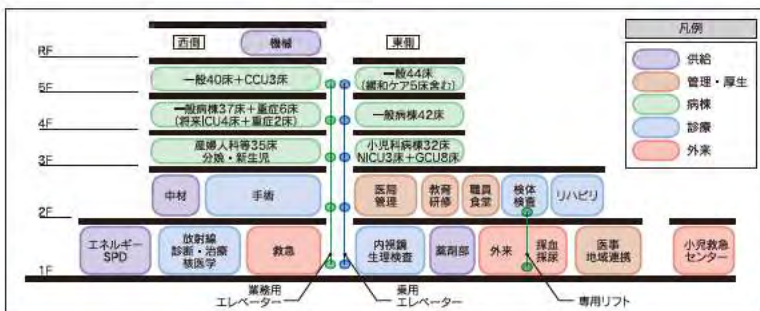 凡例
供給
管理・厚生
病棟
診療
外来
西側
機械
東側
RF
一般40床+CCU3床
一般44床
(緩和ケア5床含む)
5F
一般病棟37床+重症6床
(将来ICU4床+重症2床)
一般病棟42床
4F
産婦人科等35床
分娩・新生児
小児科病棟32床
NICU3床+GCU8床
3F
中材
手術
医局
管理
教育
研修
職員
食堂
検体
検査
リハビリ
2F
エネルギー
SPD
放射線
診断・治療
核医学
救急
内視鏡
生理検査
薬剤部
外来
採血
採尿
医事
地域連携
小児救急
センター
1F
業務用
エレベーター
乗用
エレベーター
専用リフト